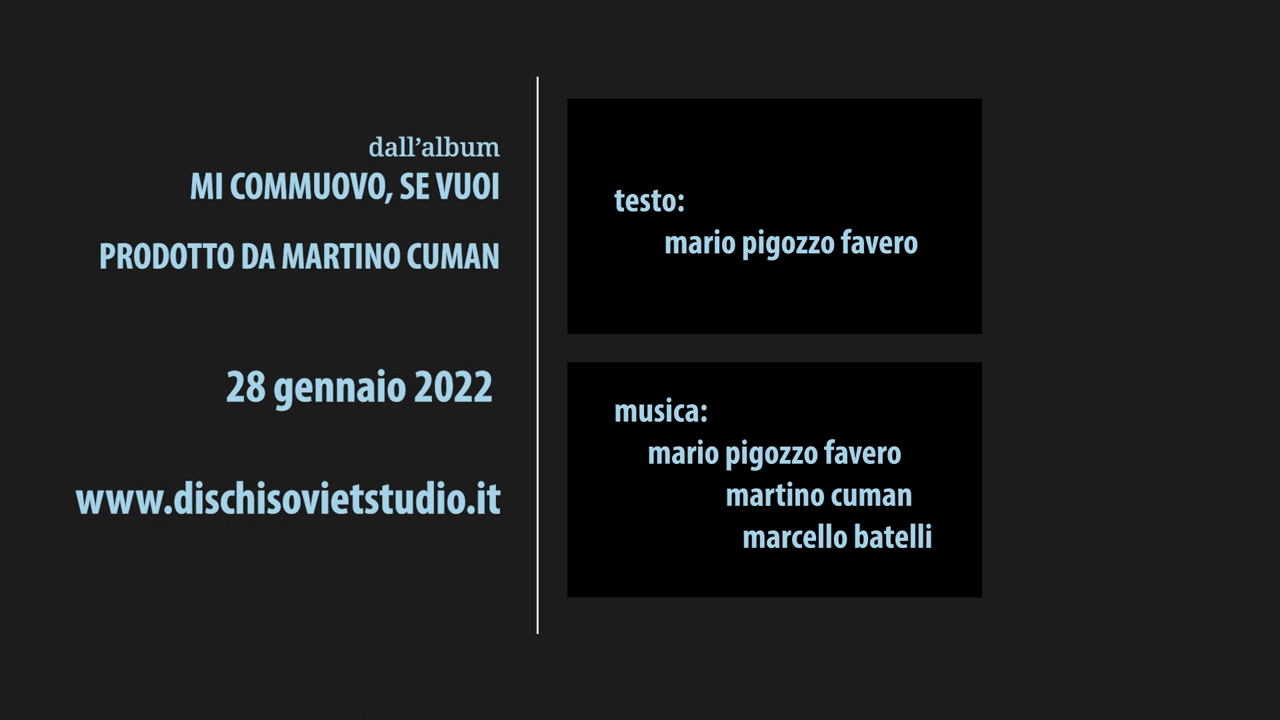 dall’album
MI COMMUOVO, SE VUOI
PRODOTTO DA MARTINO CUMAN
28 gennaio 2022
www.dischisovietstudio.it
testo:
mario pigozzo favero
musica:
mario pigozzo favero
martino cuman
marcello batelli